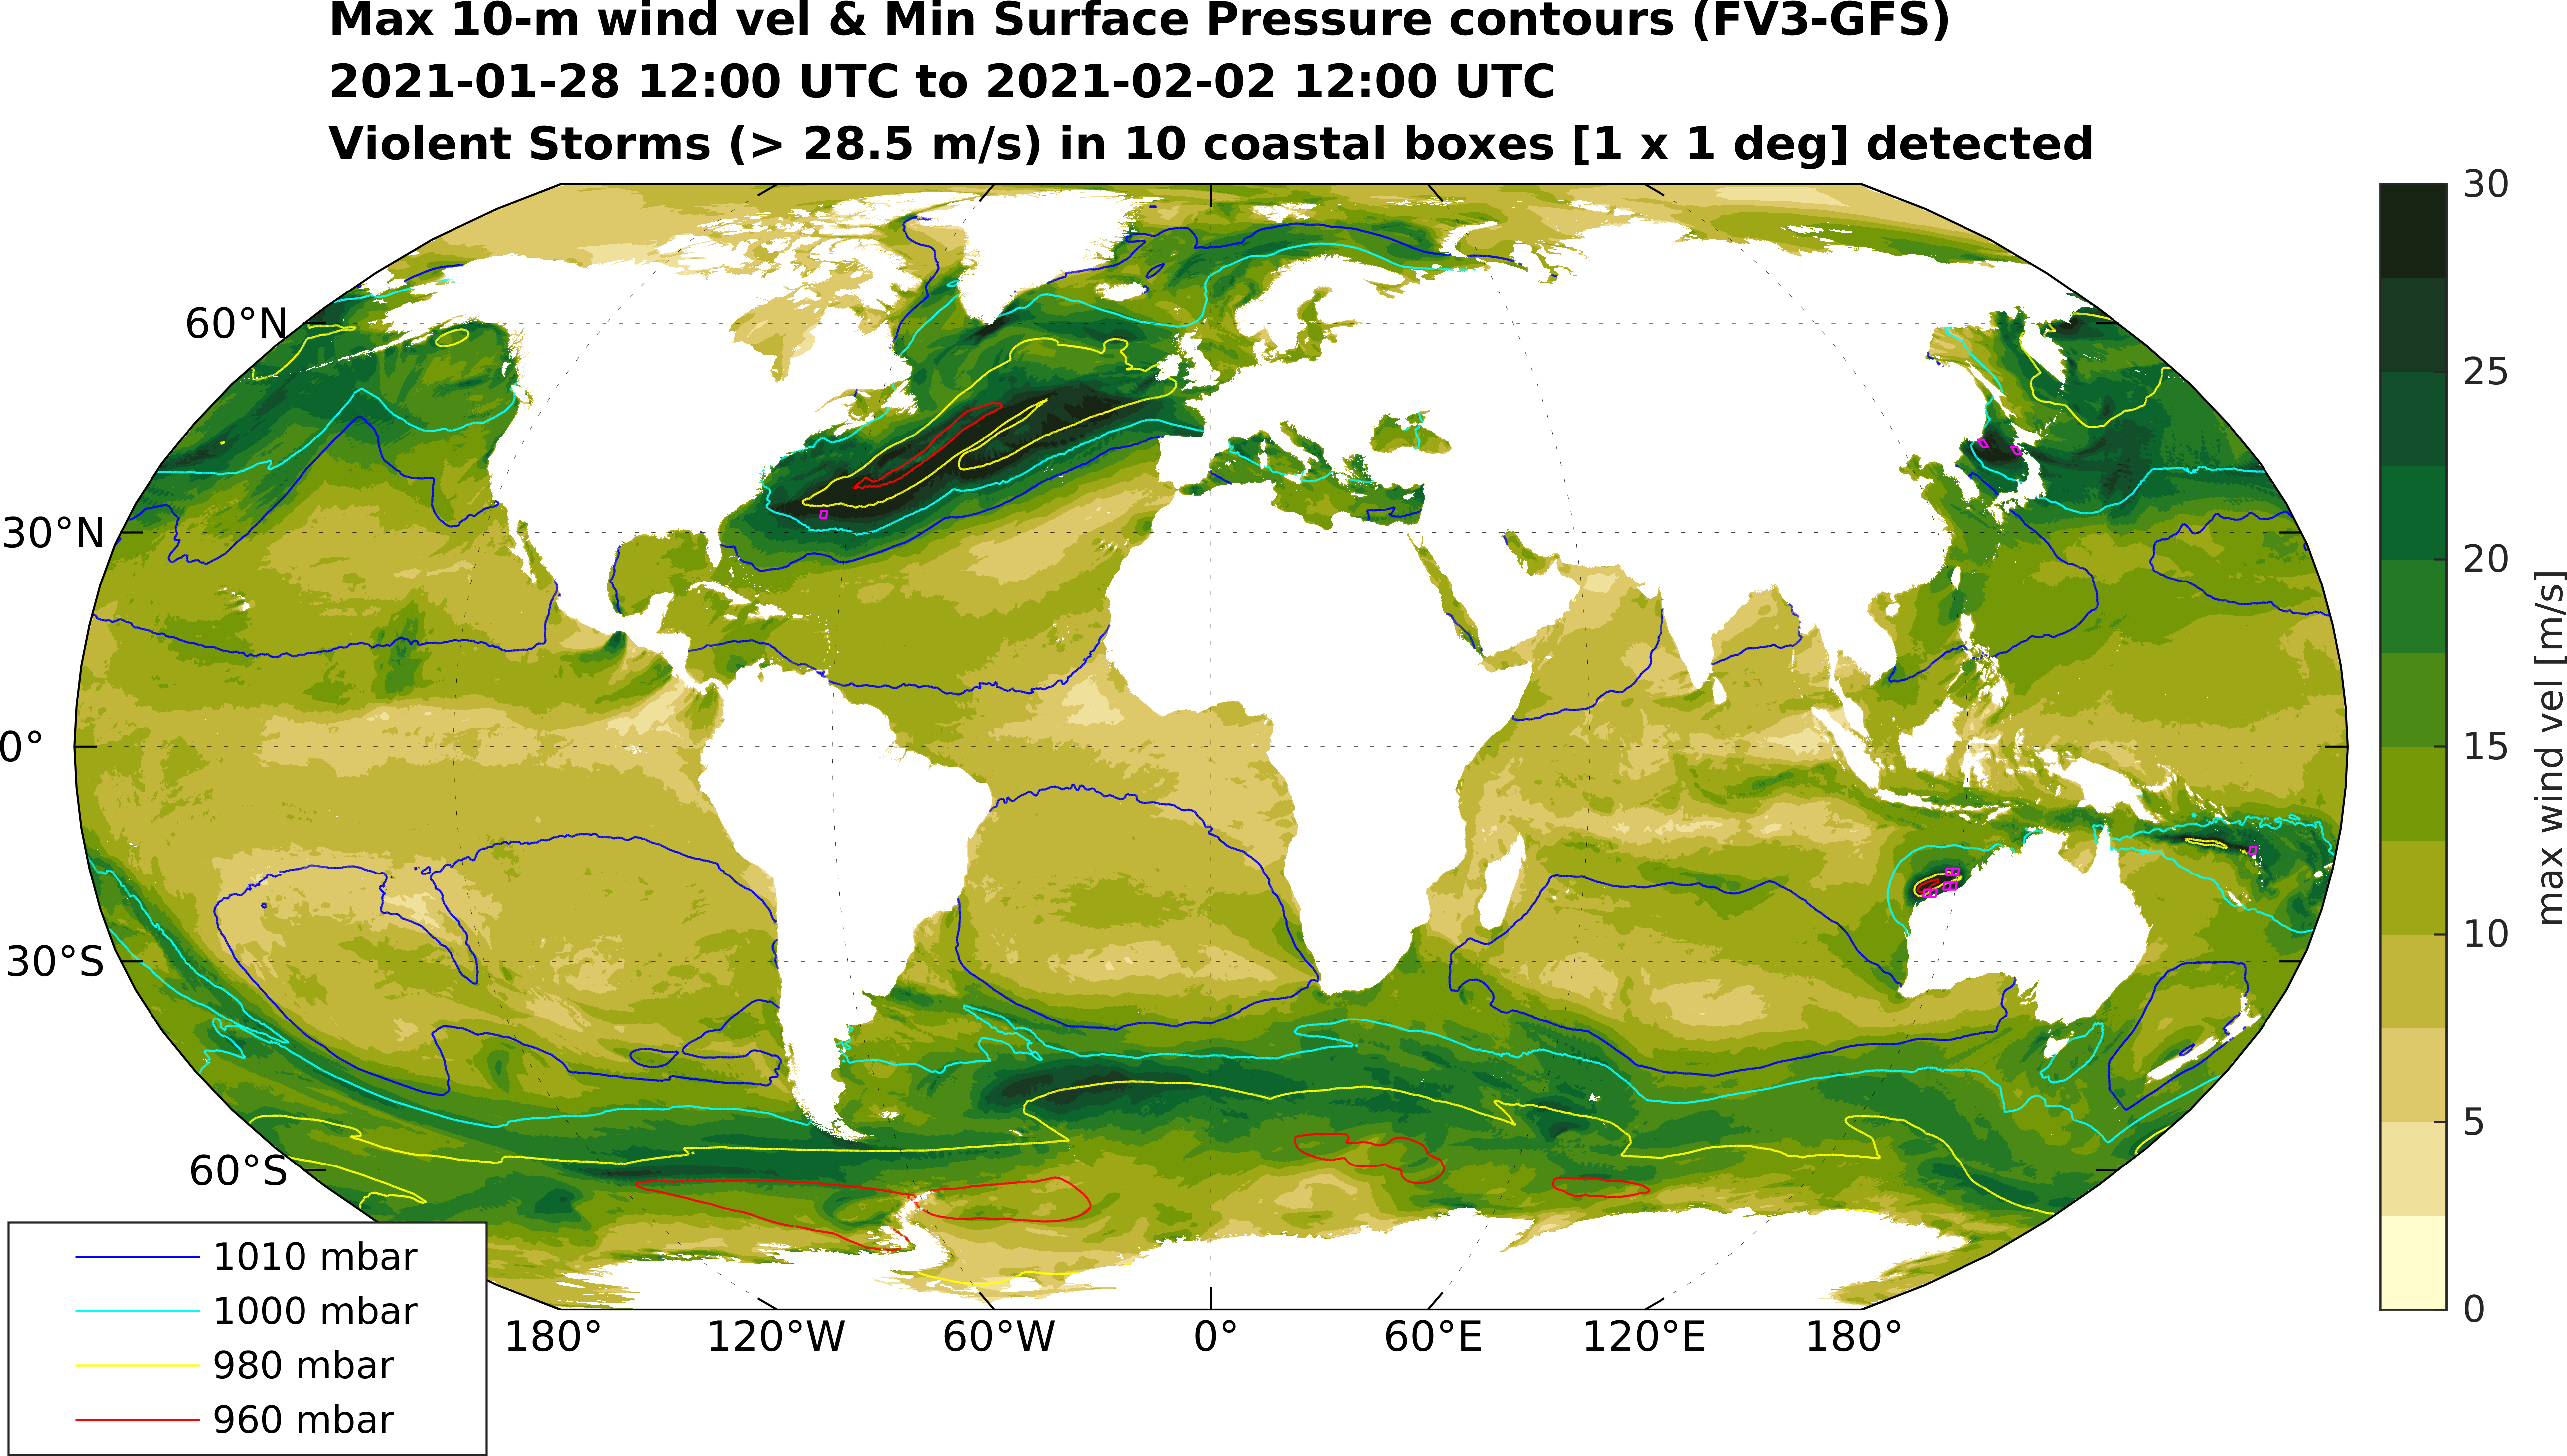 Max 10-m wind vel & Min Surface Pressure contours (FV3-GFS)
2021-01-28 12:00 UTC to 2021-02-02 12:00 UTC
Violent Storms (> 28.5 m/s) in 10 coastal boxes [1 x 1 deg] detected
60°N
30°N
0°
30°S
60°S
180°
120°W
60°W
0°
60°E
120°E
180°
1010 mbar
1000 mbar
980 mbar
960 mbar
30
25
20
15
10
5
0
max wind vel [m/s]